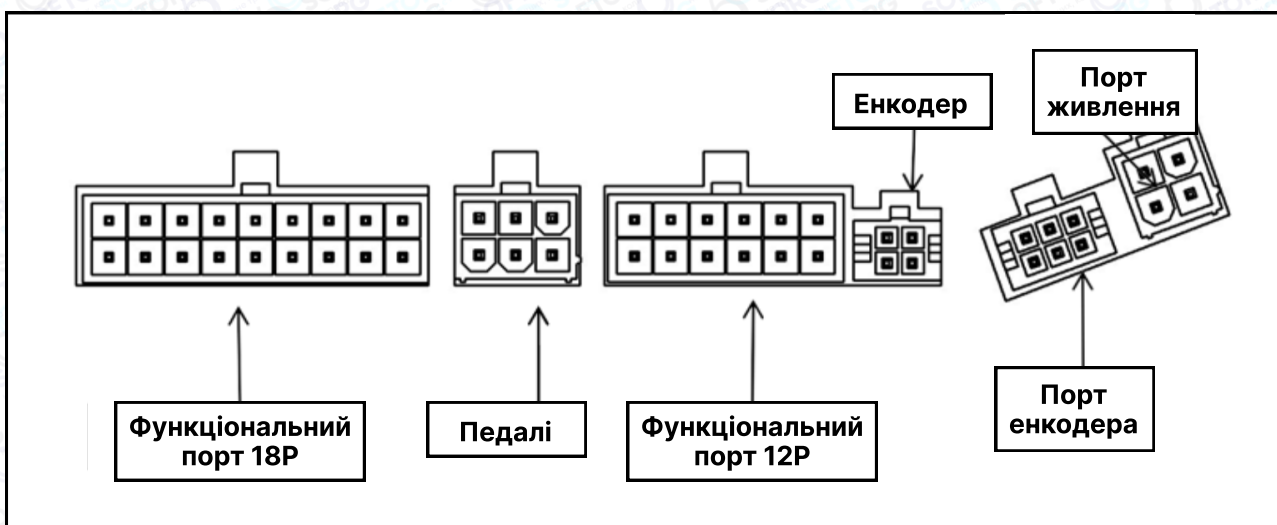 Порт
живлення
Енкодер
Функціональний
порт 18P
Педалі
Функціональний
порт 12P
Порт
енкодера